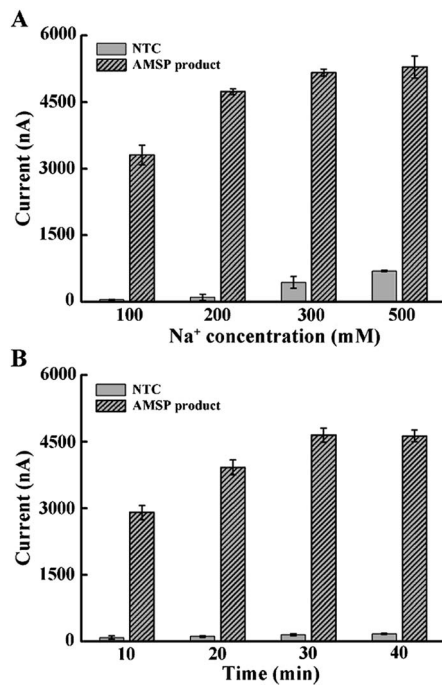 A
6000
4500
3000
1500
0
Current (nA)
NTC
AMSP product
100 200 300 500
Na⁺ concentration (mM)
B
6000
4500
3000
1500
0
Current (nA)
NTC
AMSP product
10 20 30 40
Time (min)